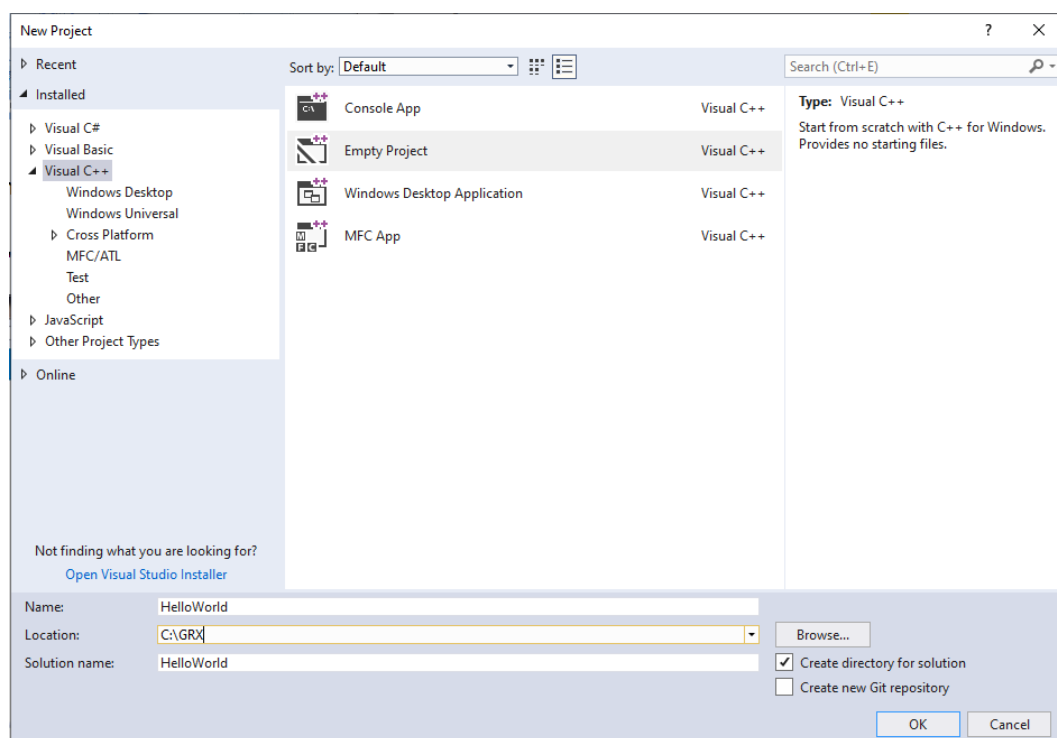 New Project
?
Recent
Installed
Visual C#
Visual Basic
Visual C++
Windows Desktop
Windows Universal
Cross Platform
MFC/ATL
Test
Other
JavaScript
Other Project Types
Online
Not finding what you are looking for?
Open Visual Studio Installer
Sort by: Default
Console App Visual C++
Empty Project Visual C++
Windows Desktop Application Visual C++
MFC App Visual C++
Search (Ctrl+E)
Type: Visual C++
Start from scratch with C++ for Windows.
Provides no starting files.
Name: HelloWorld
Location: C:\GRX
Browse...
Solution name: HelloWorld
Create directory for solution
Create new Git repository
OK Cancel